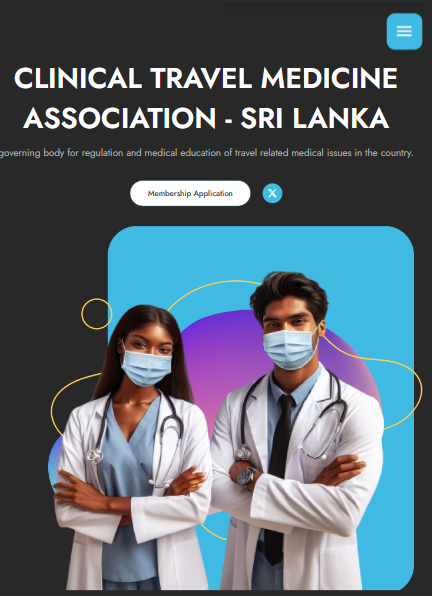 CLINICAL TRAVEL MEDICINE
ASSOCIATION - SRI LANKA
governing body for regulation and medical education of travel related medical issues in the country.
Membership Application
X